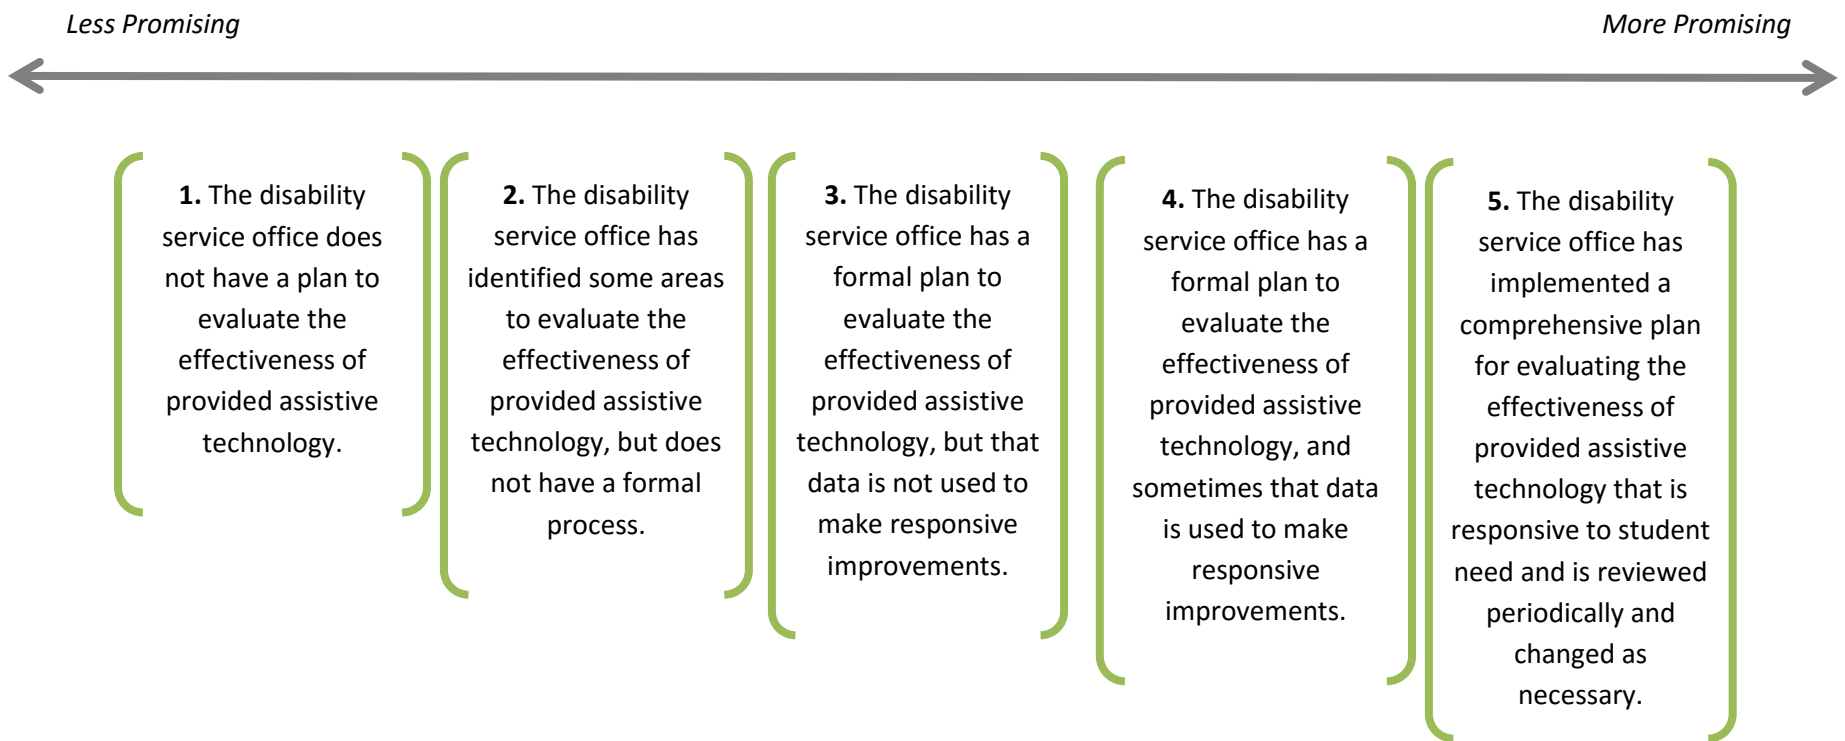 Less Promising
More Promising
1. The disability
service office does
not have a plan to
evaluate the
effectiveness of
provided assistive
technology.
2. The disability
service office has
identified some areas
to evaluate the
effectiveness of
provided assistive
technology, but does
not have a formal
process.
3. The disability
service office has a
formal plan to
evaluate the
effectiveness of
provided assistive
technology, but that
data is not used to
make responsive
improvements.
4. The disability
service office has a
formal plan to
evaluate the
effectiveness of
provided assistive
technology, and
sometimes that data
is used to make
responsive
improvements.
5. The disability
service office has
implemented a
comprehensive plan
for evaluating the
effectiveness of
provided assistive
technology that is
responsive to student
need and is reviewed
periodically and
changed as
necessary.